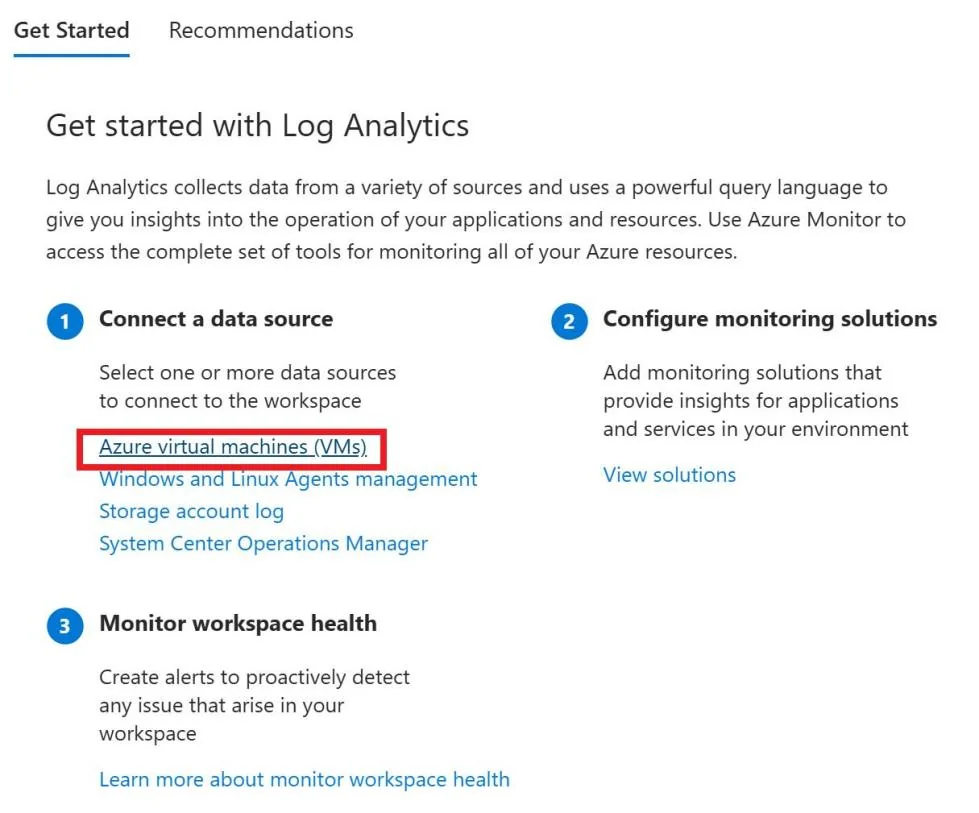 Get Started Recommendations
Get started with Log Analytics
Log Analytics collects data from a variety of sources and uses a powerful query language to
give you insights into the operation of your applications and resources. Use Azure Monitor to
access the complete set of tools for monitoring all of your Azure resources.
1 Connect a data source
Select one or more data sources
to connect to the workspace
Azure virtual machines (VMs)
Windows and Linux Agents management
Storage account log
System Center Operations Manager
2 Configure monitoring solutions
Add monitoring solutions that
provide insights for applications
and services in your environment
View solutions
3 Monitor workspace health
Create alerts to proactively detect
any issue that arise in your
workspace
Learn more about monitor workspace health